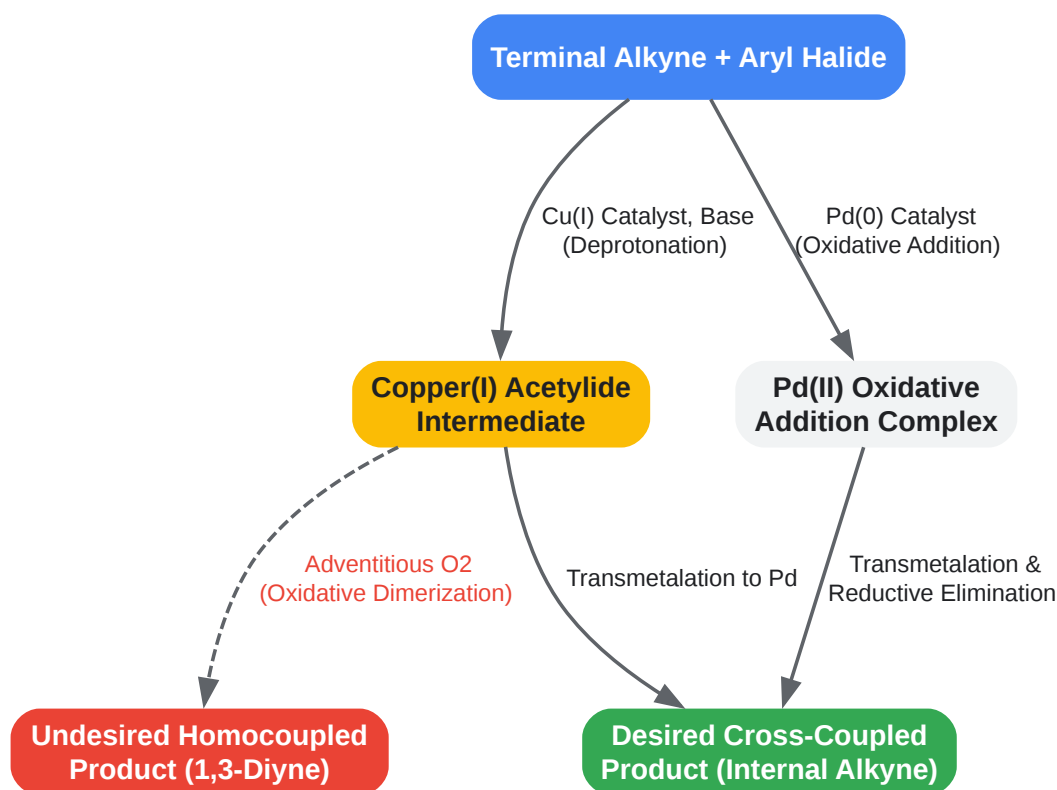 Terminal Alkyne + Aryl Halide
Cu(I) Catalyst, Base
(Deprotonation)
Pd(0) Catalyst
(Oxidative Addition)
Copper(I) Acetylide
Intermediate
Pd(II) Oxidative
Addition Complex
Adventitious O2
(Oxidative Dimerization)
Transmetalation to Pd
Transmetalation &
Reductive Elimination
Undesired Homocoupled
Product (1,3-Diyne)
Desired Cross-Coupled
Product (Internal Alkyne)